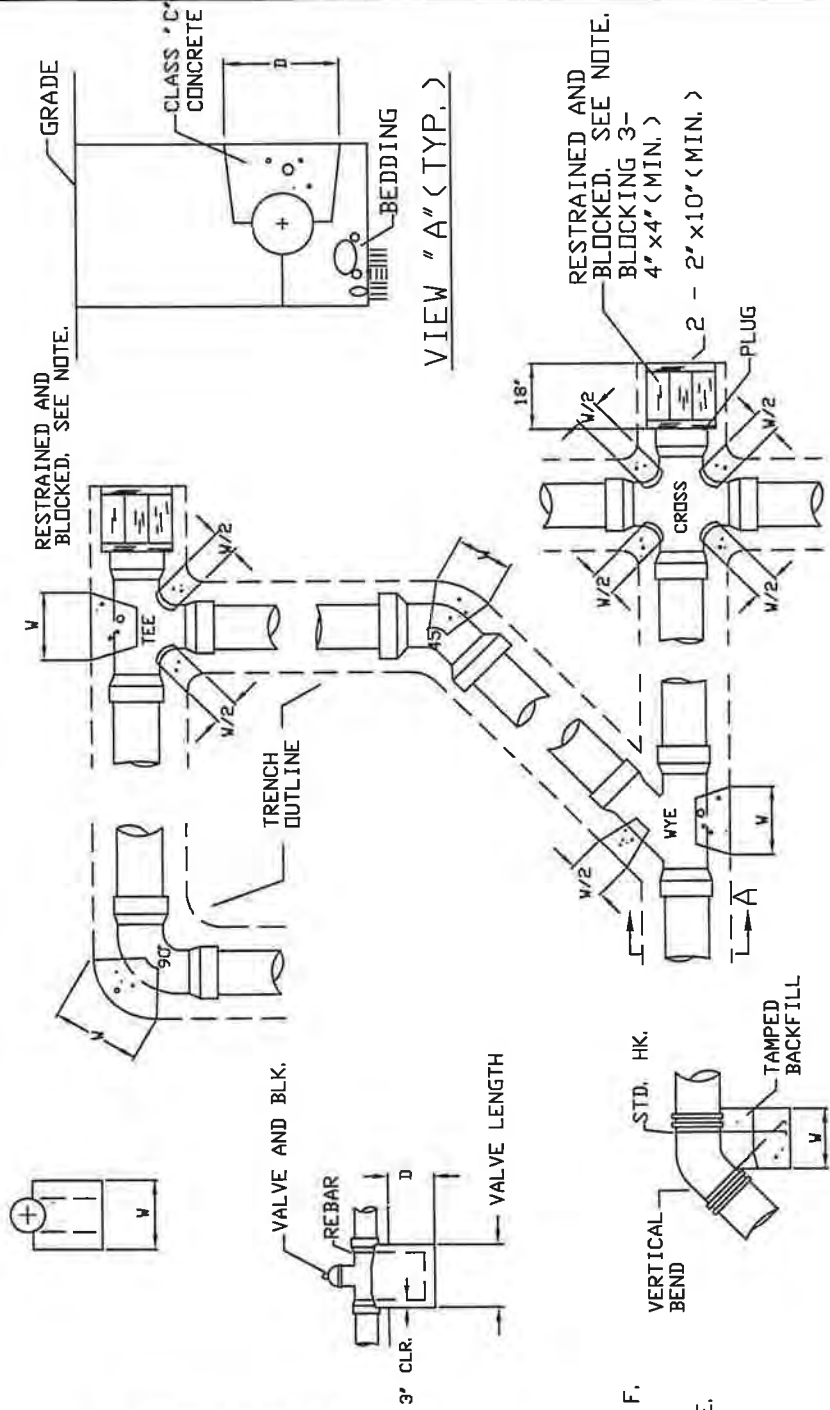 GRADE
CLASS 'C'
CONCRETE
D
BEDDING
VIEW "A" (TYP.)
RESTRAINED AND
BLOCKED. SEE NOTE.
W
TEE
W/2
W/2
TRENCH
OUTLINE
90°
W
45°
W
W/2
WYE
W
A
RESTRAINED AND
BLOCKED. SEE NOTE.
BLOCKING 3-
4"x4" (MIN.)
2 - 2"x10" (MIN.)
PLUG
18"
W/2
W/2
CROSS
W/2
W/2
W
VALVE AND BLK.
REBAR
D
VALVE LENGTH
3" CLR.
STD. HK.
TAMPED
BACKFILL
W
VERTICAL
BEND
F.
E.